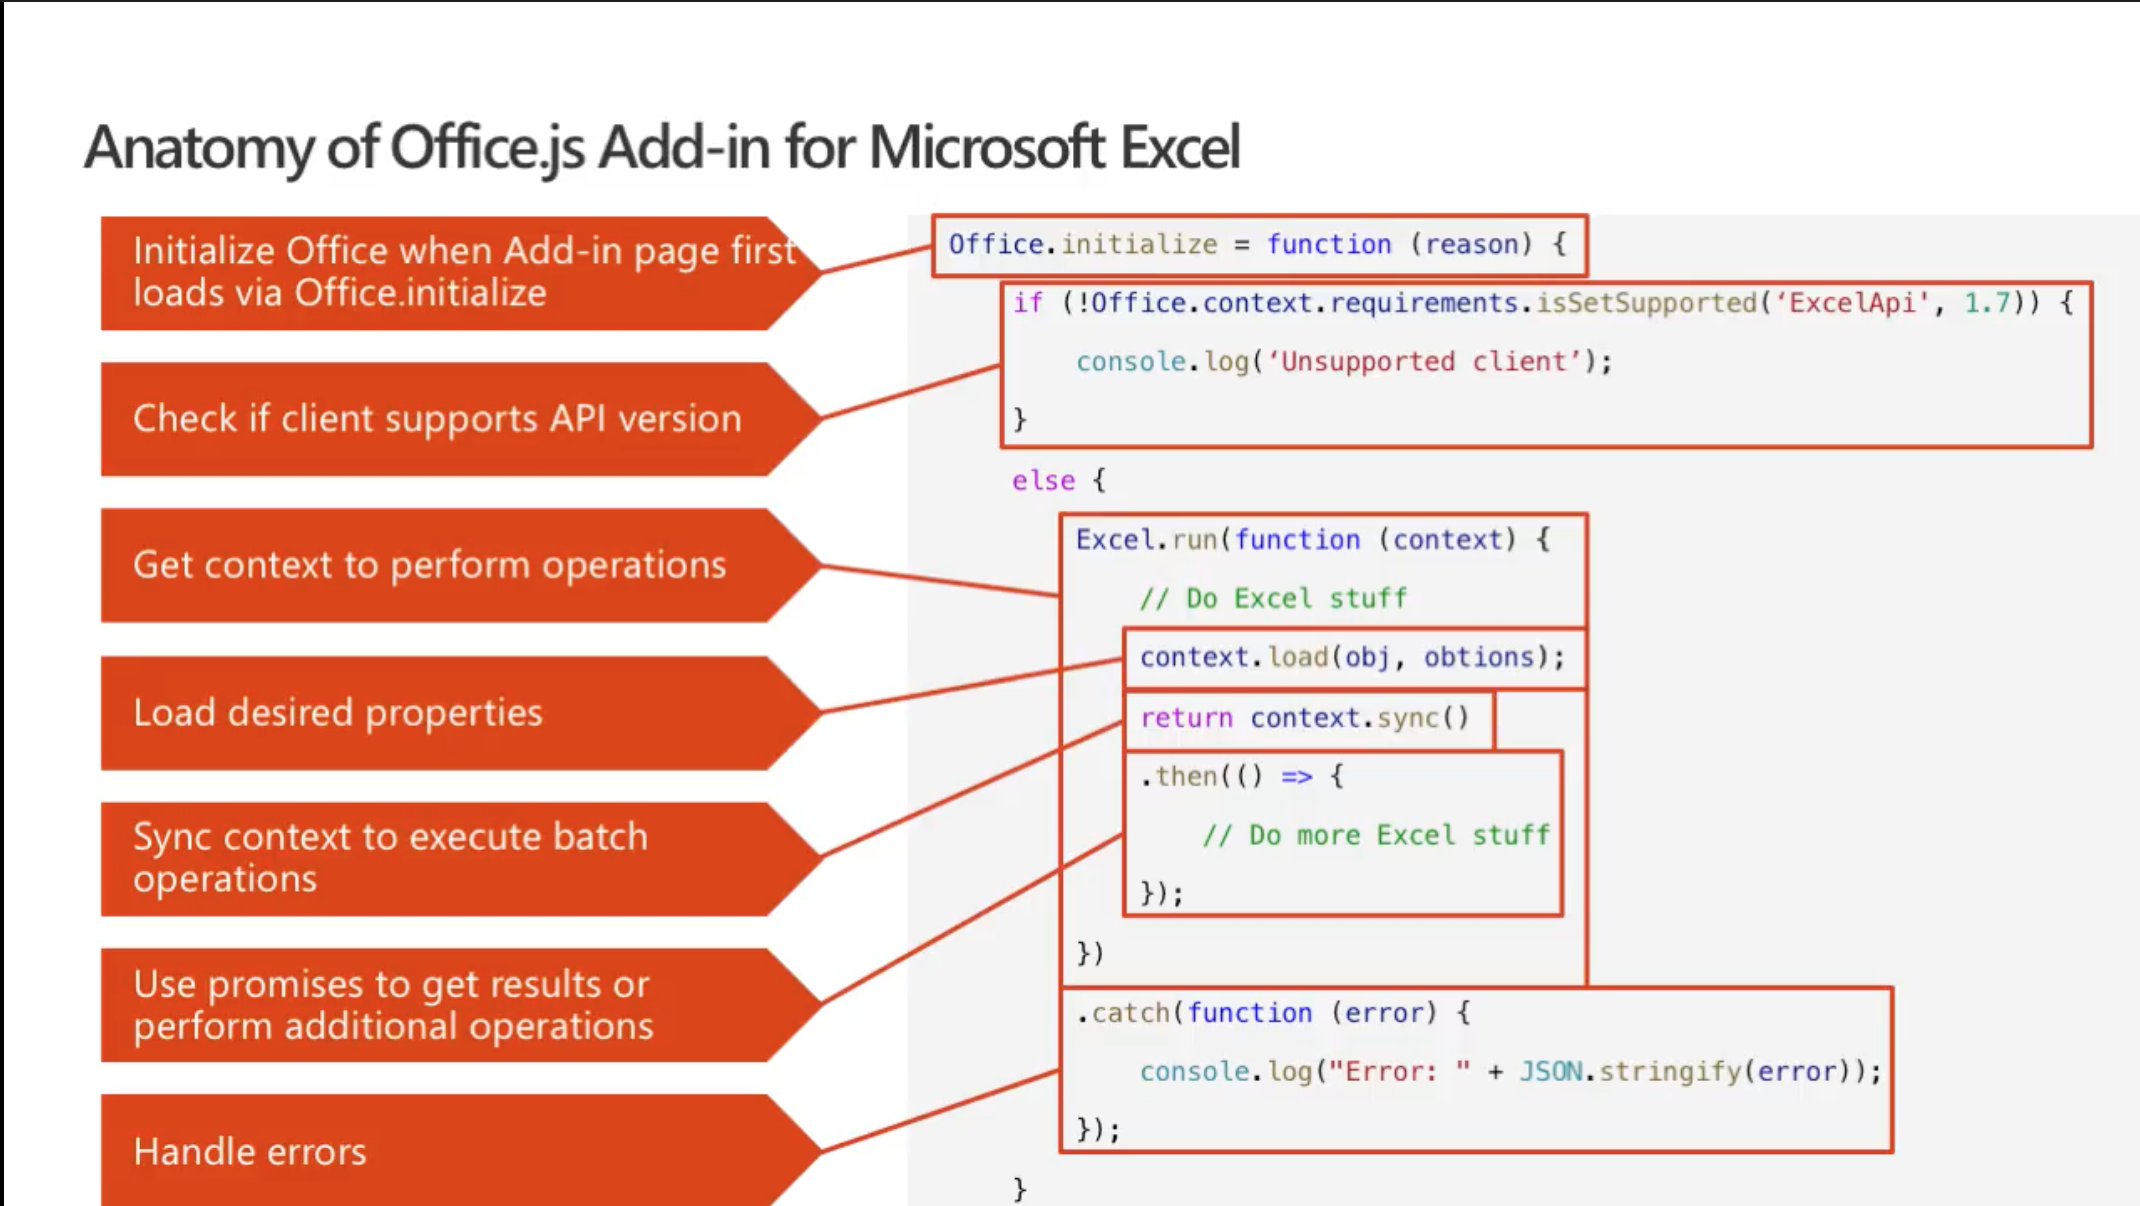 Anatomy of Office.js Add-in for Microsoft Excel
Initialize Office when Add-in page first
loads via Office.initialize
Check if client supports API version
Get context to perform operations
Load desired properties
Sync context to execute batch
operations
Use promises to get results or
perform additional operations
Handle errors
Office.initialize = function (reason) {
if (!Office.context.requirements.isSetSupported(‘ExcelApi', 1.7)) {
console.log(‘Unsupported client’);
}
else {
Excel.run(function (context) {
// Do Excel stuff
context.load(obj, obtions);
return context.sync()
.then(() => {
// Do more Excel stuff
});
})
.catch(function (error) {
console.log("Error: " + JSON.stringify(error));
});
}